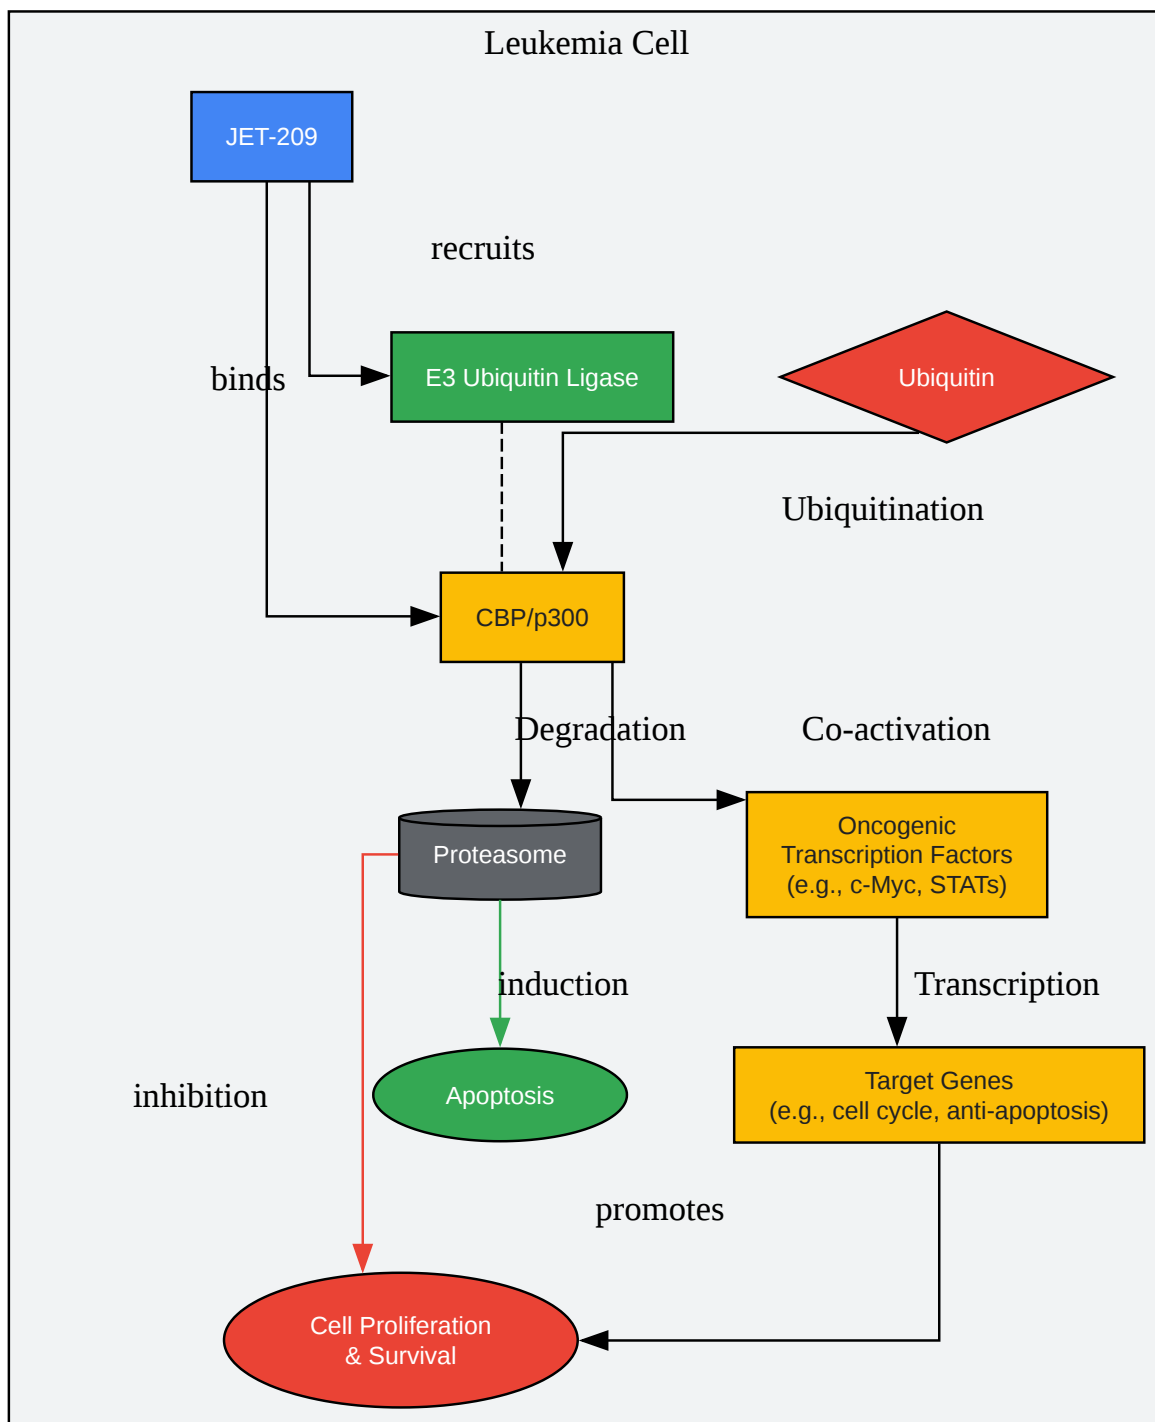 Leukemia Cell
JET-209
recruits
binds
E3 Ubiquitin Ligase
Ubiquitin
Ubiquitination
CBP/p300
Degradation
Co-activation
Oncogenic
Transcription Factors
(e.g., c-Myc, STATs)
Proteasome
induction
Transcription
inhibition
Apoptosis
Target Genes
(e.g., cell cycle, anti-apoptosis)
promotes
Cell Proliferation
& Survival